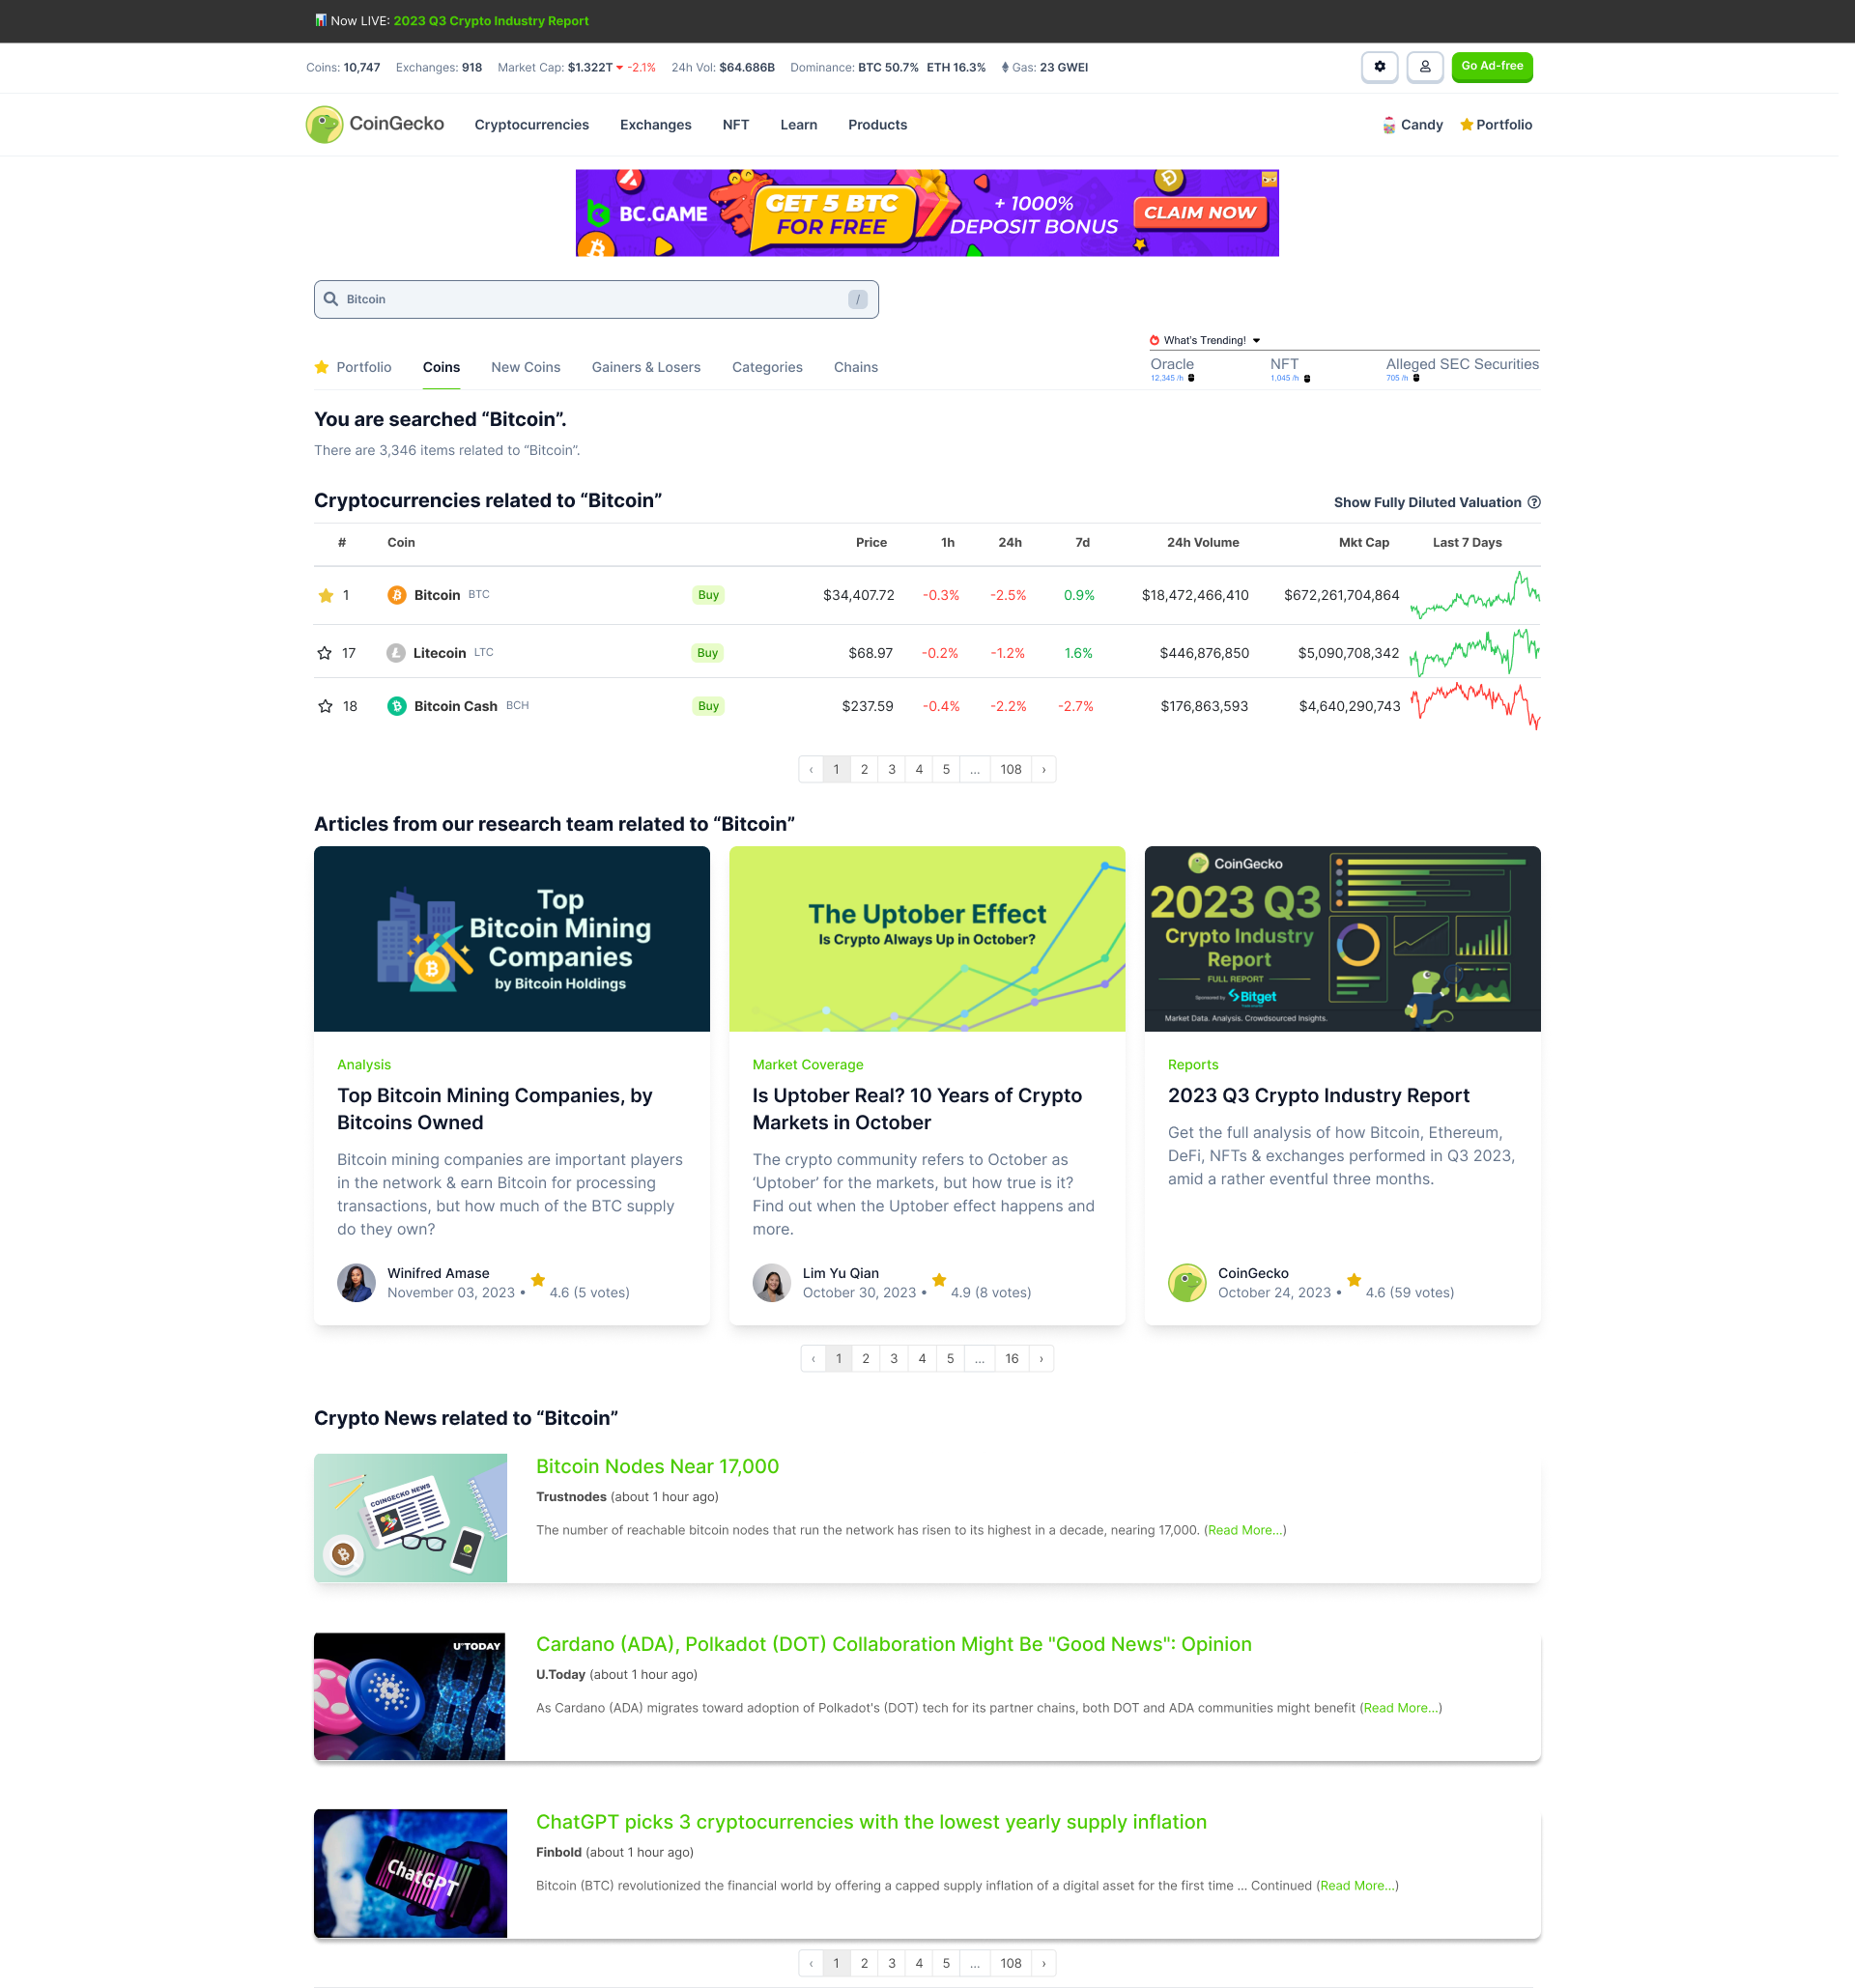 Now LIVE: 2023 Q3 Crypto Industry Report
Coins: 10,747 Exchanges: 918 Market Cap: $1.322T -2.1% 24h Vol: $64.686B Dominance: BTC 50.7% ETH 16.3% Gas: 23 GWEI
Go Ad-free
CoinGecko Cryptocurrencies Exchanges NFT Learn Products Candy Portfolio
BC.GAME
GET 5 BTC
FOR FREE
+ 1000%
DEPOSIT BONUS
CLAIM NOW
Bitcoin /
What's Trending!
Portfolio Coins New Coins Gainers & Losers Categories Chains
Oracle NFT Alleged SEC Securities
12,345 /h 1,045 /h 705 /h
You are searched “Bitcoin”.
There are 3,346 items related to “Bitcoin”.
Cryptocurrencies related to “Bitcoin” Show Fully Diluted Valuation
# Coin Price 1h 24h 7d 24h Volume Mkt Cap Last 7 Days
1 Bitcoin BTC Buy $34,407.72 -0.3% -2.5% 0.9% $18,472,466,410 $672,261,704,864
17 Litecoin LTC Buy $68.97 -0.2% -1.2% 1.6% $446,876,850 $5,090,708,342
18 Bitcoin Cash BCH Buy $237.59 -0.4% -2.2% -2.7% $176,863,593 $4,640,290,743
‹ 1 2 3 4 5 ... 108 ›
Articles from our research team related to “Bitcoin”
Top
Bitcoin Mining
Companies
by Bitcoin Holdings
Analysis
Top Bitcoin Mining Companies, by
Bitcoins Owned
Bitcoin mining companies are important players
in the network & earn Bitcoin for processing
transactions, but how much of the BTC supply
do they own?
Winifred Amase
November 03, 2023 • 4.6 (5 votes)
The Uptober Effect
Is Crypto Always Up in October?
Market Coverage
Is Uptober Real? 10 Years of Crypto
Markets in October
The crypto community refers to October as
‘Uptober’ for the markets, but how true is it?
Find out when the Uptober effect happens and
more.
Lim Yu Qian
October 30, 2023 • 4.9 (8 votes)
CoinGecko
2023 Q3
Crypto Industry
Report
FULL REPORT
Sponsored by Bitget
Market Data. Analysis. Crowdsourced Insights.
Reports
2023 Q3 Crypto Industry Report
Get the full analysis of how Bitcoin, Ethereum,
DeFi, NFTs & exchanges performed in Q3 2023,
amid a rather eventful three months.
CoinGecko
October 24, 2023 • 4.6 (59 votes)
‹ 1 2 3 4 5 ... 16 ›
Crypto News related to “Bitcoin”
COINGECKO NEWS
Bitcoin Nodes Near 17,000
Trustnodes (about 1 hour ago)
The number of reachable bitcoin nodes that run the network has risen to its highest in a decade, nearing 17,000. (Read More...)
U TODAY
Cardano (ADA), Polkadot (DOT) Collaboration Might Be "Good News": Opinion
U.Today (about 1 hour ago)
As Cardano (ADA) migrates toward adoption of Polkadot's (DOT) tech for its partner chains, both DOT and ADA communities might benefit (Read More...)
ChatGPT
ChatGPT picks 3 cryptocurrencies with the lowest yearly supply inflation
Finbold (about 1 hour ago)
Bitcoin (BTC) revolutionized the financial world by offering a capped supply inflation of a digital asset for the first time ... Continued (Read More...)
‹ 1 2 3 4 5 ... 108 ›